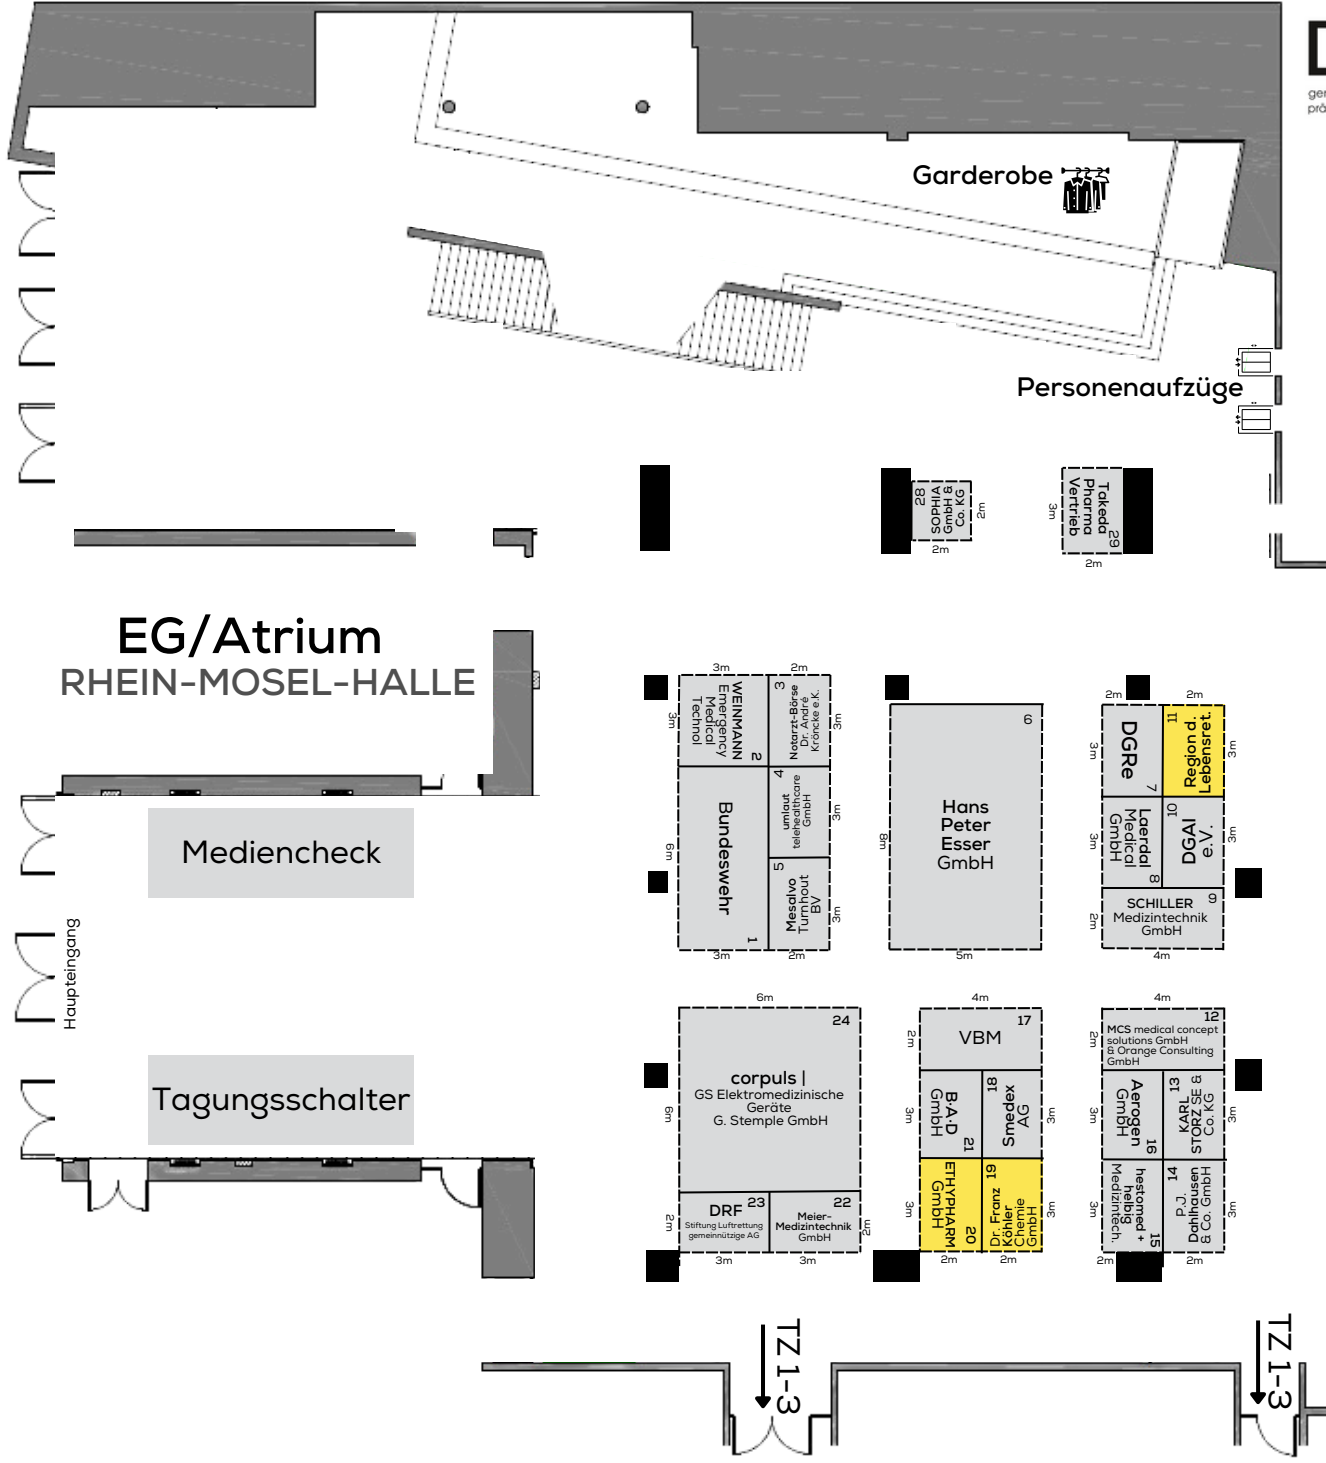 ger
prä
Garderobe
Personenaufzüge
28
SOPHIA
GmbH &
Co. KG
2m
2m
3m
Takeda
Pharma
Vertrieb
29
2m
EG/Atrium
RHEIN-MOSEL-HALLE
Mediencheck
Haupteingang
Tagungsschalter
3m
2m
3m
WEINMANN
Emergency
Medical
Technol
2
3
Notarzt-Börse
Dr. André
Kröncke e.K.
3m
6m
Bundeswehr
1
4
umlaut
telehealthcare
GmbH
3m
5
Mesalvo
Turnhout
BV
3m
3m
2m
6
8m
Hans
Peter
Esser
GmbH
5m
2m
2m
3m
DGRe
7
11
Region d.
Lebensret.
3m
3m
Laerdal
Medical
GmbH
8
10
DGAI
e.V.
3m
2m
9
SCHILLER
Medizintechnik
GmbH
4m
6m
24
6m
corpuls |
GS Elektromedizinische
Geräte
G. Stemple GmbH
2m
DRF
23
Stiftung Luftrettung
gemeinnützige AG
22
Meier-
Medizintechnik
GmbH
2m
3m
3m
4m
17
2m
VBM
3m
B·A·D
GmbH
21
18
Smedex
AG
3m
3m
ETHYPHARM
GmbH
20
19
Dr. Franz
Köhler
Chemie
GmbH
3m
2m
2m
4m
12
2m
MCS medical concept
solutions GmbH
& Orange Consulting
GmbH
3m
Aerogen
GmbH
16
13
KARL
STORZ SE &
Co. KG
3m
3m
hestomed +
helbig
Medizintech.
15
14
P.J.
Dahlhausen
& Co. GmbH
3m
2m
2m
TZ 1-3
TZ 1-3